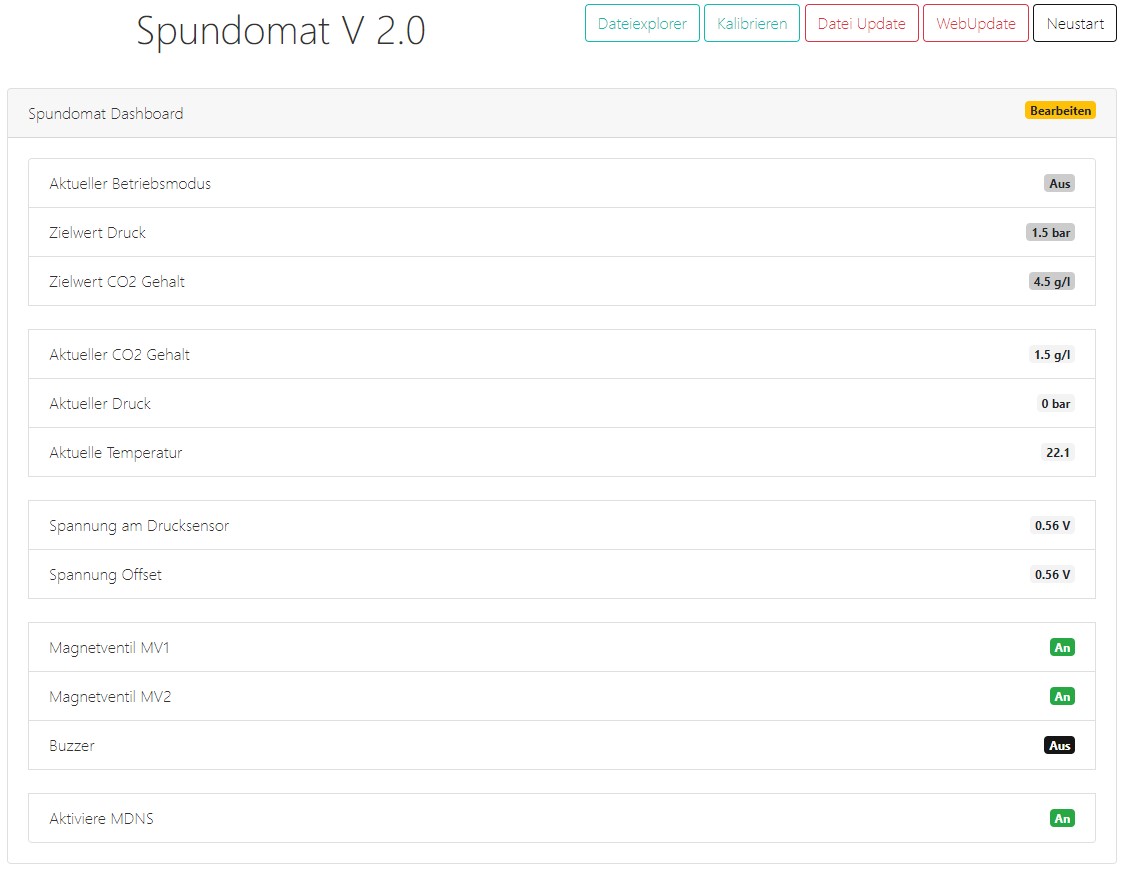 Spundomat V 2.0
Dateiexplorer Kalibrieren Datei Update WebUpdate Neustart
Spundomat Dashboard Bearbeiten
Aktueller Betriebsmodus Aus
Zielwert Druck 1.5 bar
Zielwert CO2 Gehalt 4.5 g/l
Aktueller CO2 Gehalt 1.5 g/l
Aktueller Druck 0 bar
Aktuelle Temperatur 22.1
Spannung am Drucksensor 0.56 V
Spannung Offset 0.56 V
Magnetventil MV1 An
Magnetventil MV2 An
Buzzer Aus
Aktiviere MDNS An